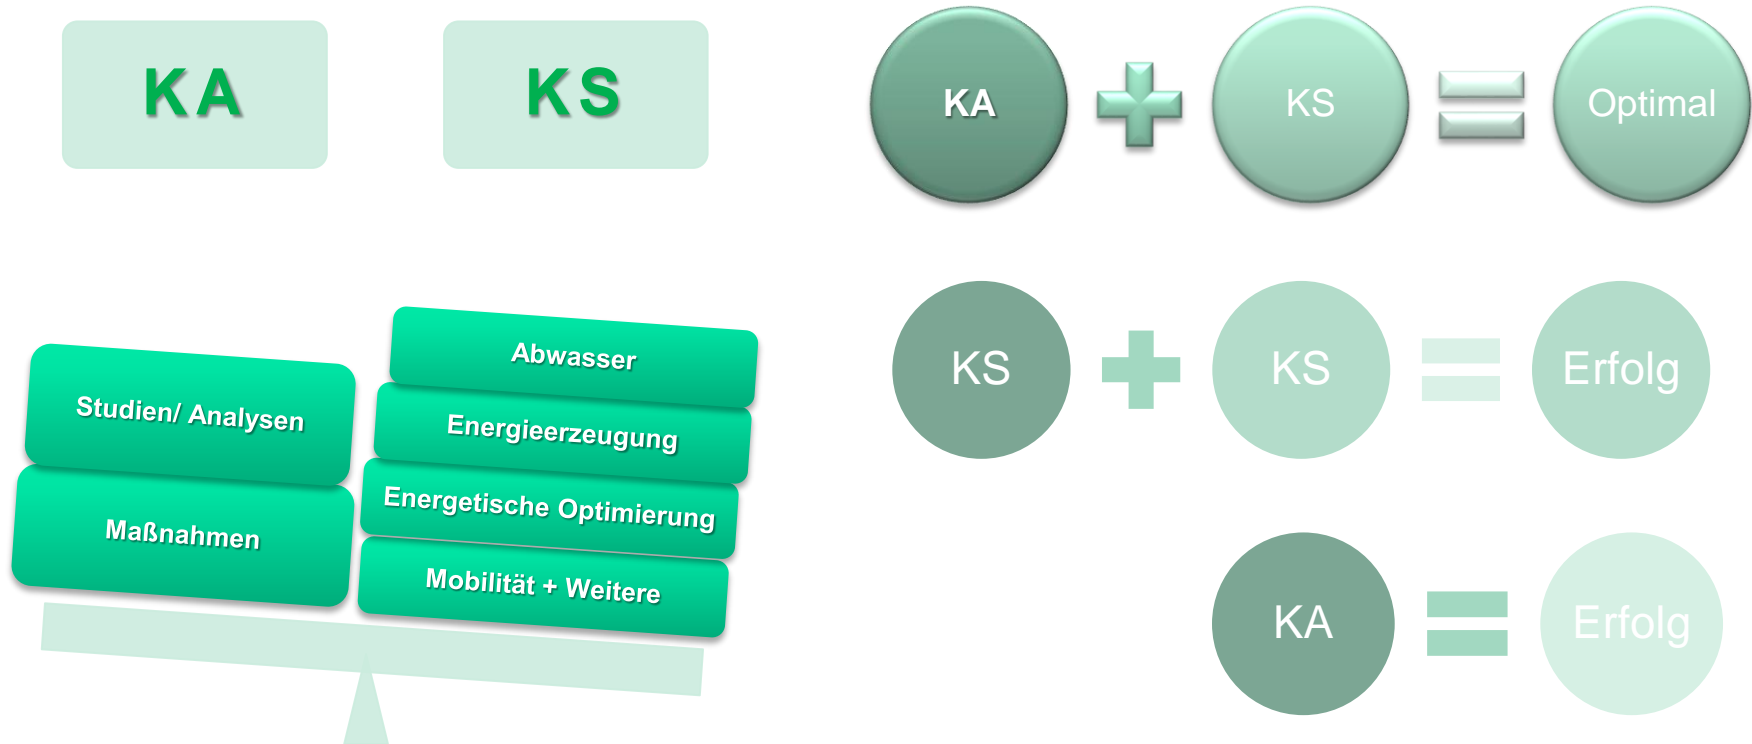 KA
KS
Studien/ Analysen
Maßnahmen
Abwasser
Energieerzeugung
Energetische Optimierung
Mobilität + Weitere
KA
KS
Optimal
KS
KS
Erfolg
KA
Erfolg